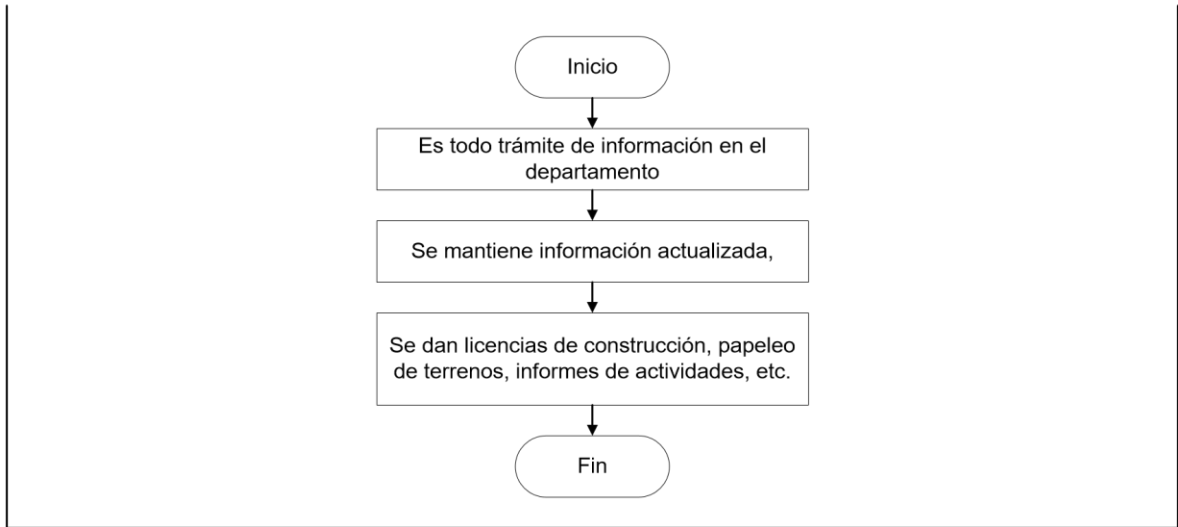 Inicio
Es todo trámite de información en el
departamento
Se mantiene información actualizada,
Se dan licencias de construcción, papeleo
de terrenos, informes de actividades, etc.
Fin